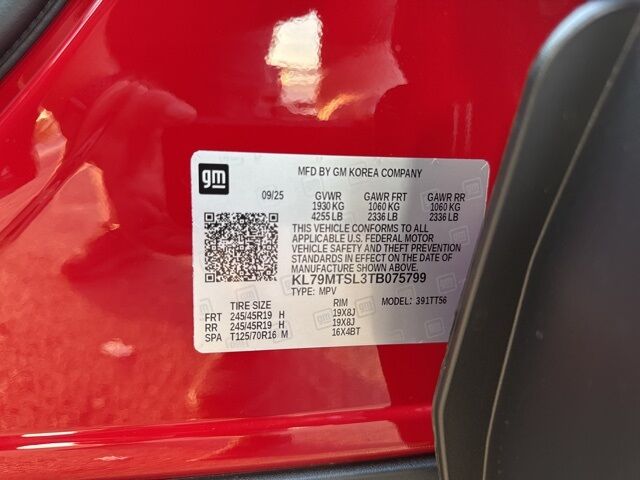 gm
MFD BY GM KOREA COMPANY
09/25 GVWR GAWR FRT GAWR RR
1930 KG 1060 KG 1060 KG
4255 LB 2336 LB 2336 LB
THIS VEHICLE CONFORMS TO ALL
APPLICABLE U.S. FEDERAL MOTOR
VEHICLE SAFETY AND THEFT PREVENTION
STANDARDS IN EFFECT ON THE DATE OF
MANUFACTURE SHOWN ABOVE.
KL79MTSL3TB075799
TYPE: MPV MODEL: 391TT56
TIRE SIZE RIM
FRT 245/45R19 H 19X8J
RR 245/45R19 H 19X8J
SPA T125/70R16 M 16X4BT